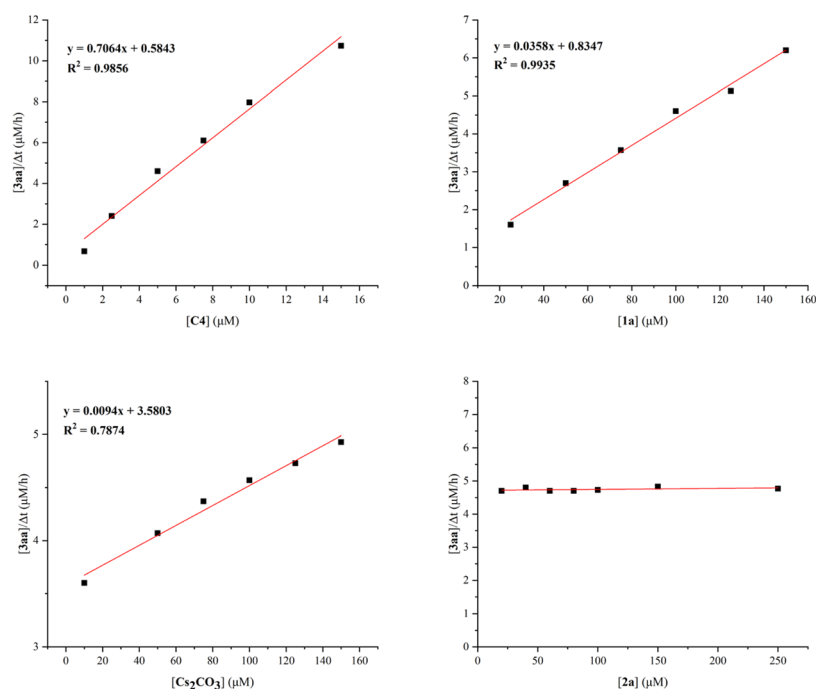 y = 0.7064x + 0.5843
R² = 0.9856
[3aa]/Δt (μM/h)
12
10
8
6
4
2
0
0 2 4 6 8 10 12 14 16
[C4] (μM)
y = 0.0358x + 0.8347
R² = 0.9935
[3aa]/Δt (μM/h)
7
6
5
4
3
2
1
0
20 40 60 80 100 120 140 160
[1a] (μM)
y = 0.0094x + 3.5803
R² = 0.7874
[3aa]/Δt (μM/h)
5
4
3
0 20 40 60 80 100 120 140 160
[Cs₂CO₃] (μM)
[3aa]/Δt (μM/h)
8
7
6
5
4
3
2
1
0
0 50 100 150 200 250
[2a] (μM)